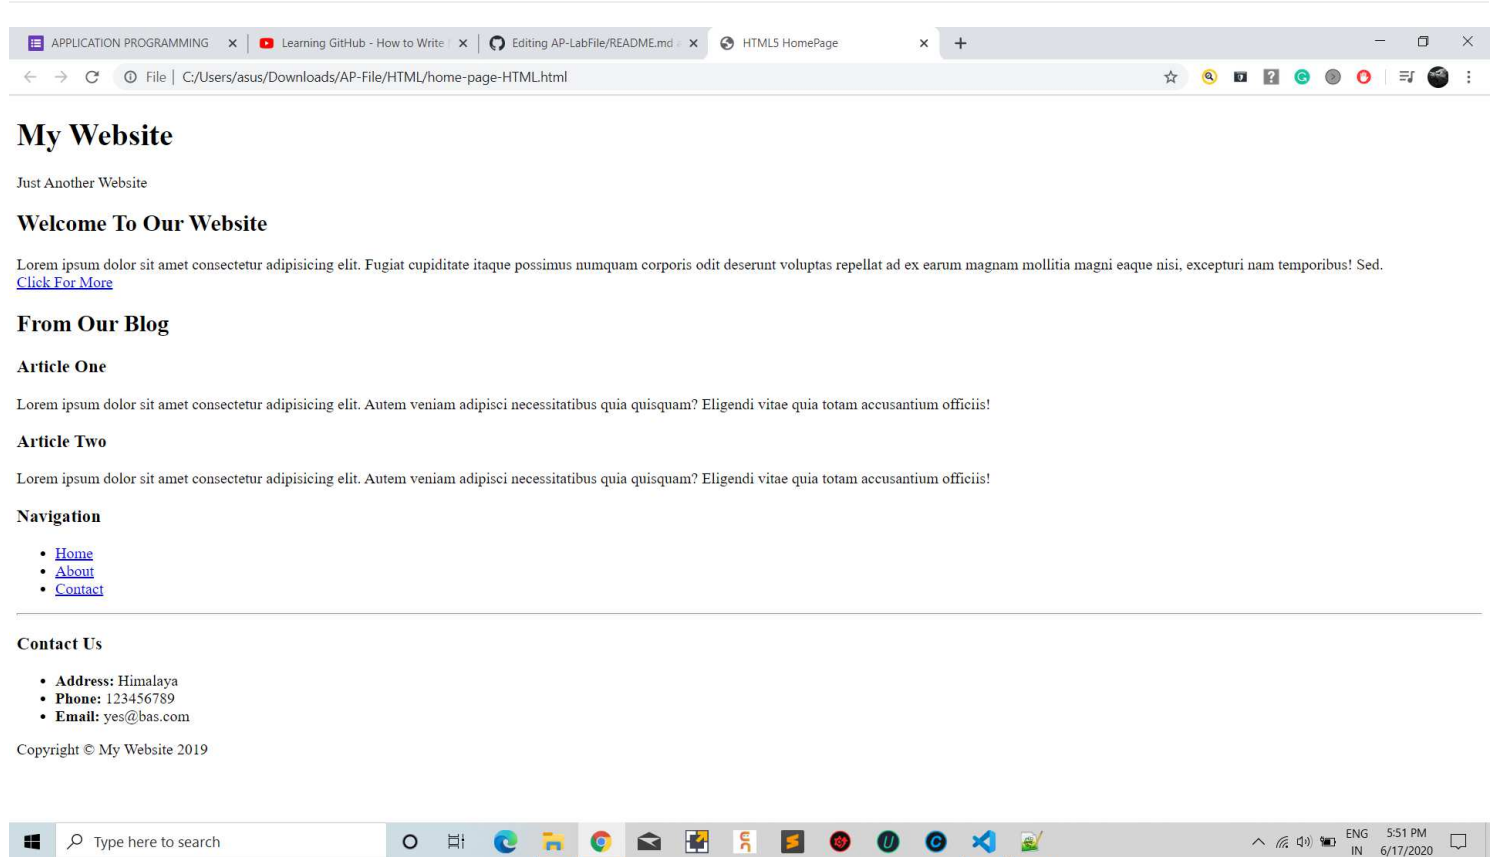 APPLICATION PROGRAMMING
Learning GitHub - How to Write
Editing AP-LabFile/README.md
HTML5 HomePage
File | C:/Users/asus/Downloads/AP-File/HTML/home-page-HTML.html
My Website
Just Another Website
Welcome To Our Website
Lorem ipsum dolor sit amet consectetur adipisicing elit. Fugiat cupiditate itaque possimus numquam corporis odit deserunt voluptas repellat ad ex earum magnam mollitia magni eaque nisi, excepturi nam temporibus! Sed.
Click For More
From Our Blog
Article One
Lorem ipsum dolor sit amet consectetur adipisicing elit. Autem veniam adipisci necessitatibus quia quisquam? Eligendi vitae quia totam accusantium officiis!
Article Two
Lorem ipsum dolor sit amet consectetur adipisicing elit. Autem veniam adipisci necessitatibus quia quisquam? Eligendi vitae quia totam accusantium officiis!
Navigation
• Home
• About
• Contact
Contact Us
• Address: Himalaya
• Phone: 123456789
• Email: yes@bas.com
Copyright © My Website 2019
Type here to search
ENG 5:51 PM
IN 6/17/2020